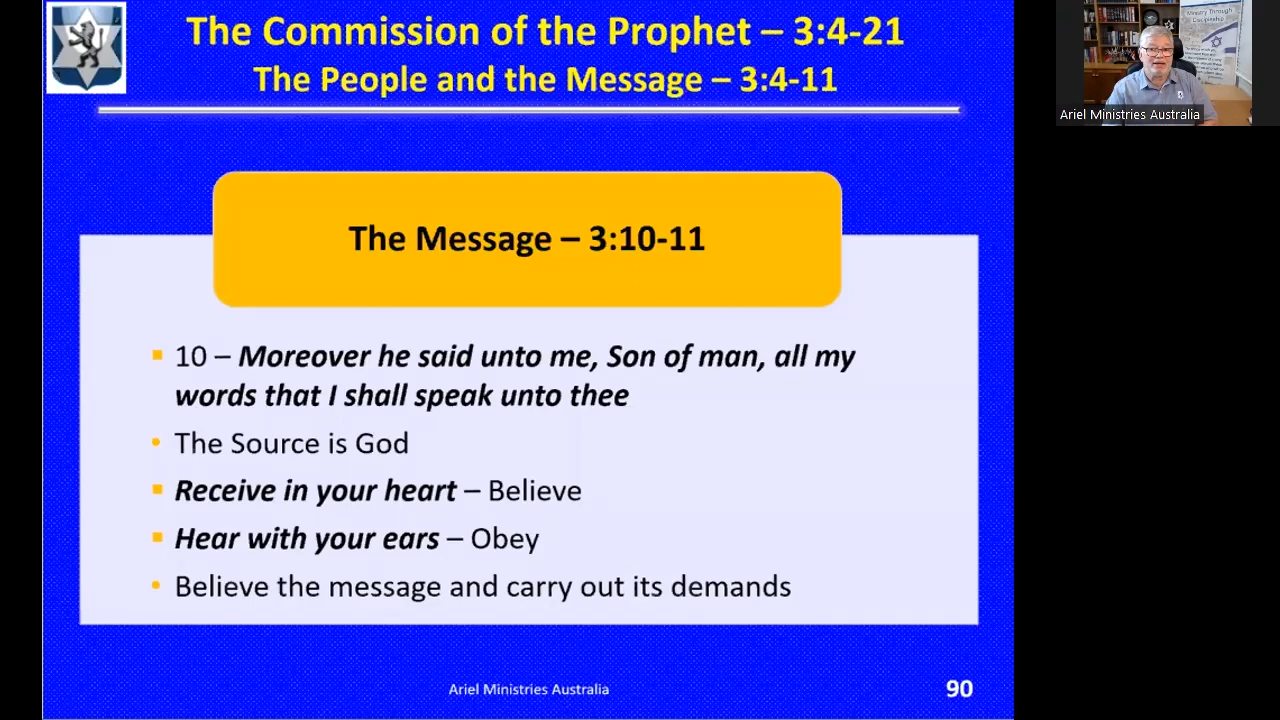 The Commission of the Prophet – 3:4-21
The People and the Message – 3:4-11
The Message – 3:10-11
10 – Moreover he said unto me, Son of man, all my
words that I shall speak unto thee
The Source is God
Receive in your heart – Believe
Hear with your ears – Obey
Believe the message and carry out its demands
Ariel Ministries Australia
90
Ministry Through
Discipleship
Ariel Ministries Australia